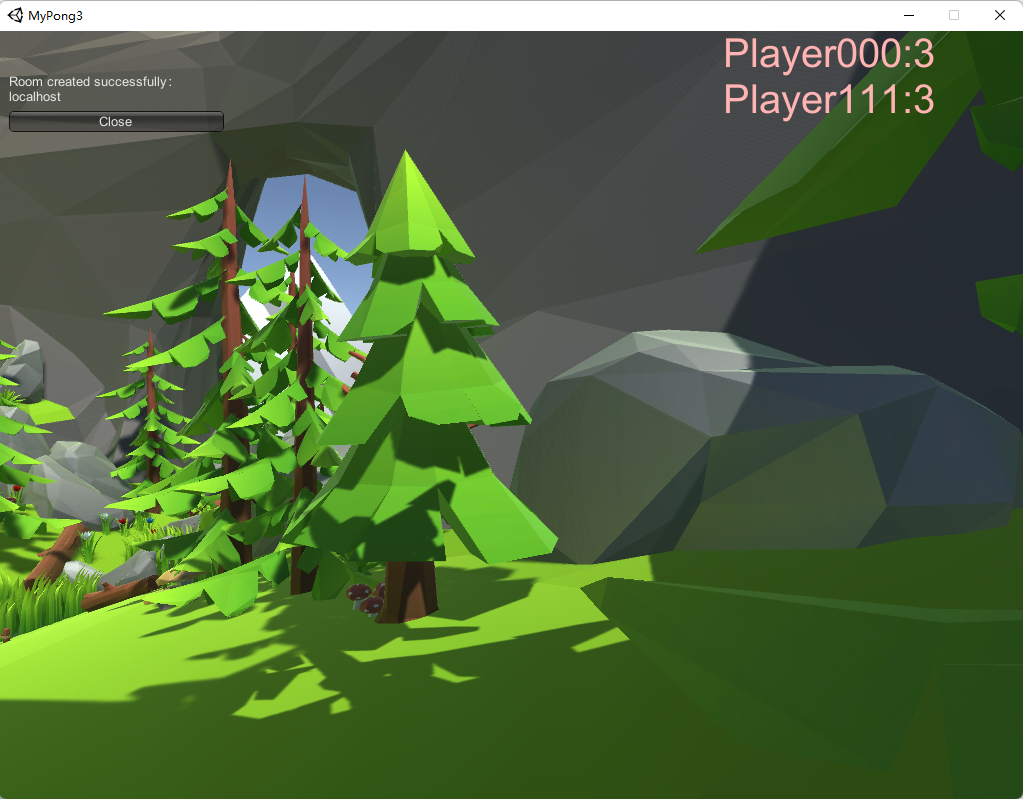 MyPong3
Room created successfully:
localhost
Close
Player000:3
Player111:3